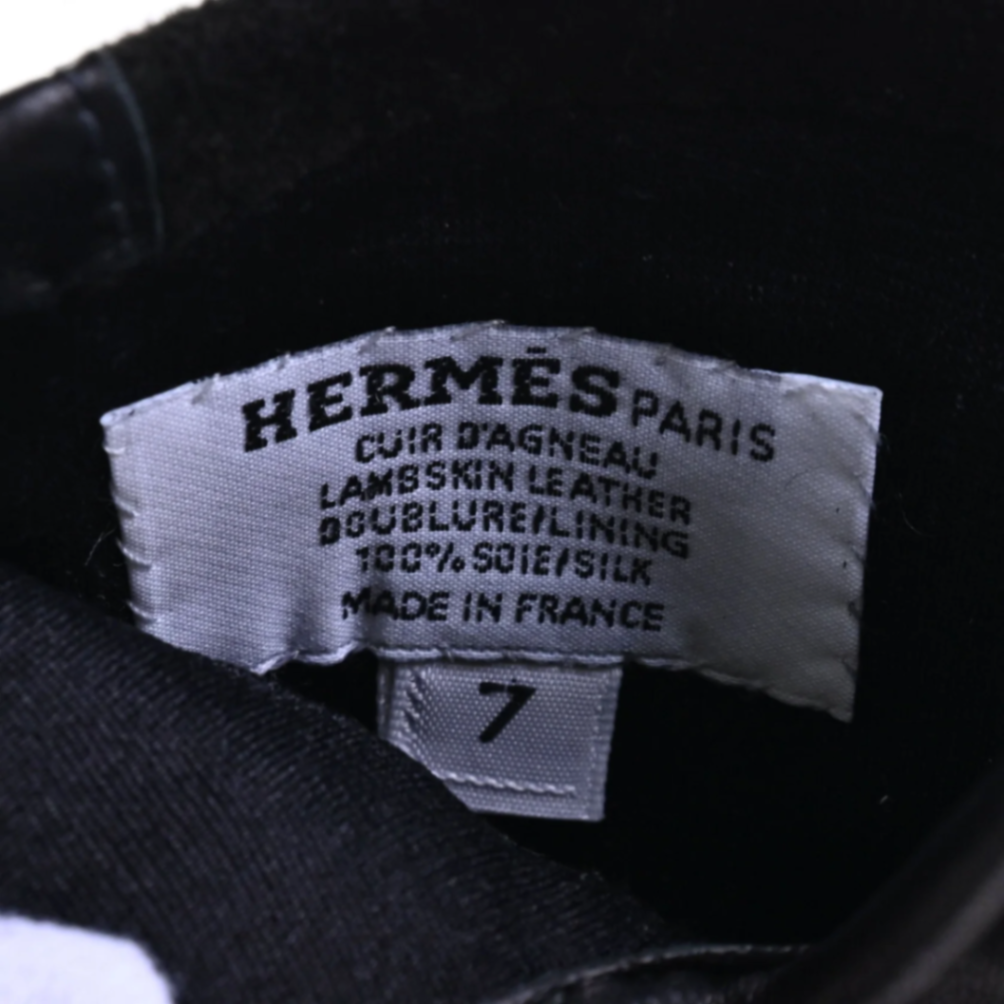 HERMÈS PARIS
CUIR D'AGNEAU
LAMBSKIN LEATHER
DOUBLURE/LINING
100% SOIE/SILK
MADE IN FRANCE
7